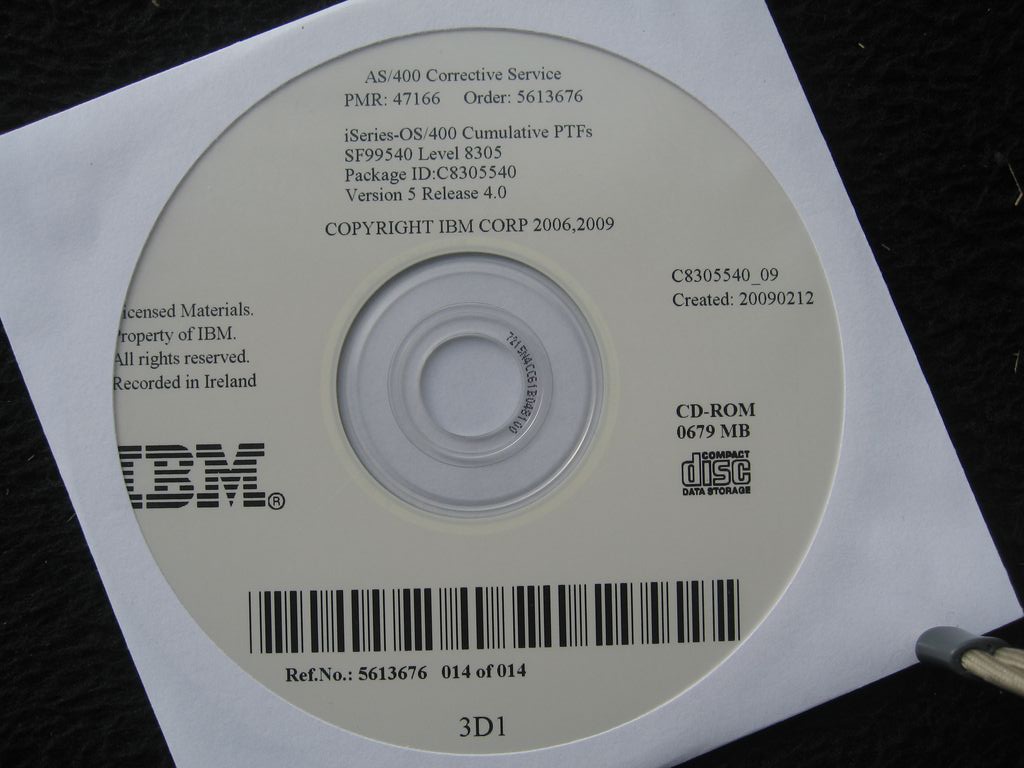 AS/400 Corrective Service
PMR: 47166 Order: 5613676
iSeries-OS/400 Cumulative PTFs
SF99540 Level 8305
Package ID:C8305540
Version 5 Release 4.0
COPYRIGHT IBM CORP 2006,2009
C8305540_09
Created: 20090212
icensed Materials.
Property of IBM.
All rights reserved.
Recorded in Ireland
7215N4CC61B048100
CD-ROM
0679 MB
COMPACT
disc
DATA STORAGE
IBM®
Ref.No.: 5613676 014 of 014
3D1